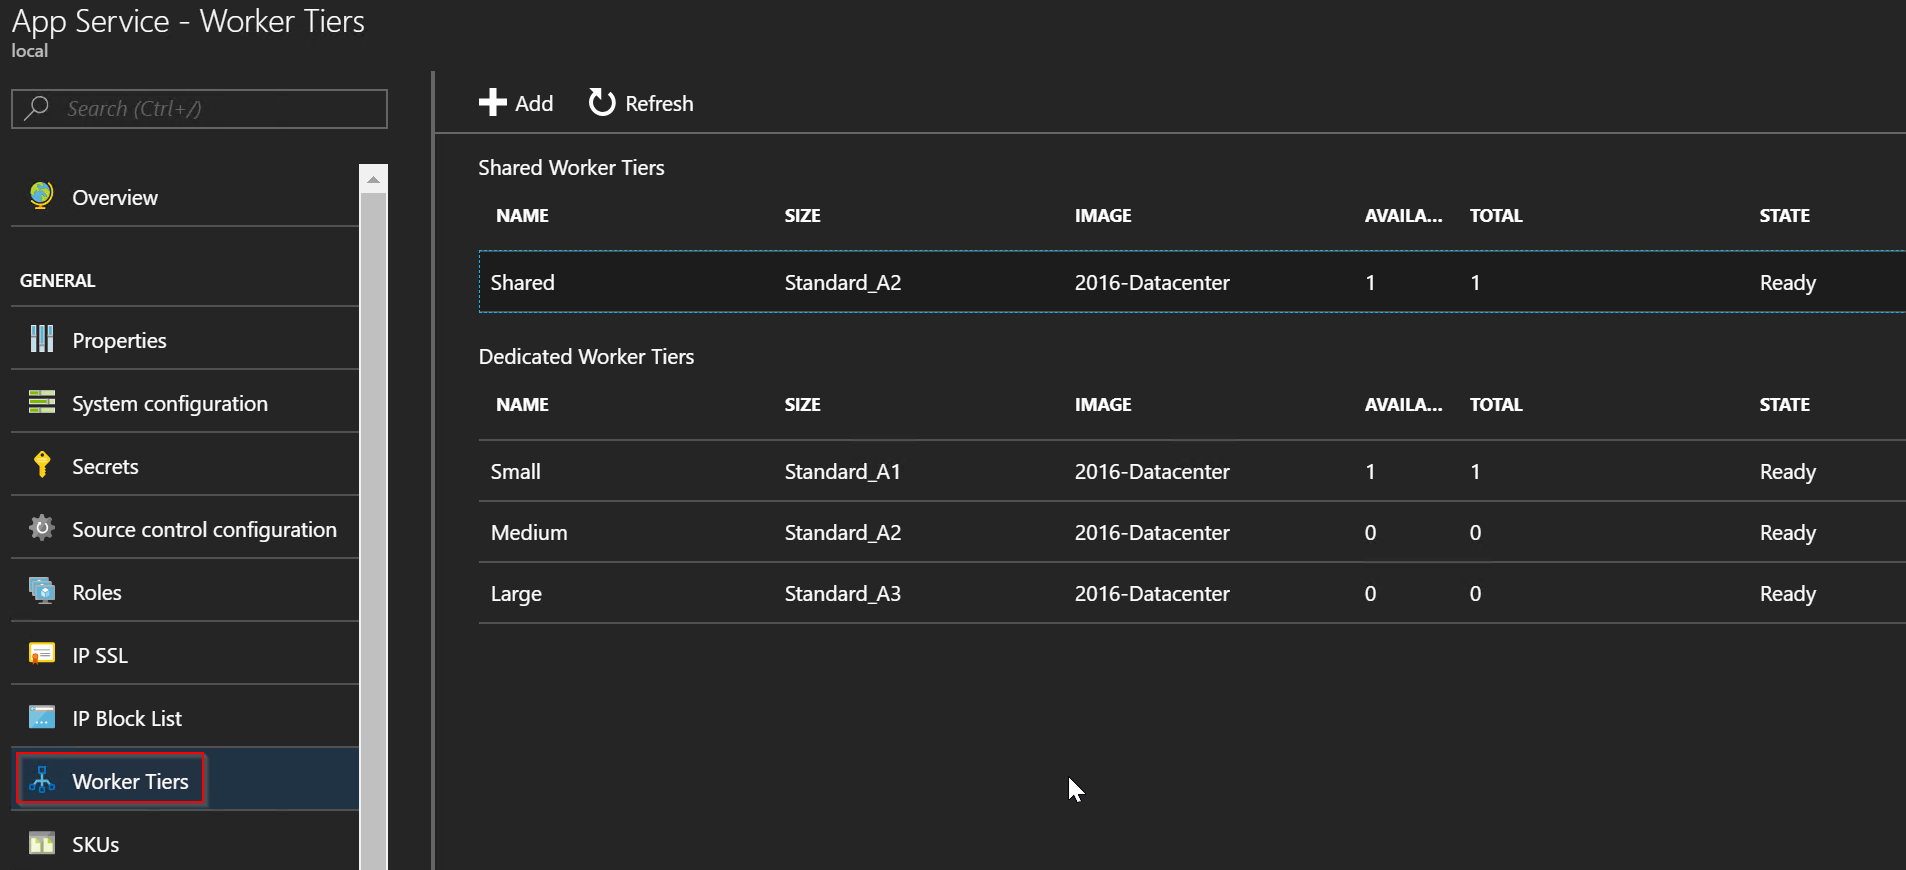 App Service - Worker Tiers
local
Search (Ctrl+/)
Overview
GENERAL
Properties
System configuration
Secrets
Source control configuration
Roles
IP SSL
IP Block List
Worker Tiers
SKUs
Add Refresh
Shared Worker Tiers
NAME SIZE IMAGE AVAILA... TOTAL STATE
Shared Standard_A2 2016-Datacenter 1 1 Ready
Dedicated Worker Tiers
NAME SIZE IMAGE AVAILA... TOTAL STATE
Small Standard_A1 2016-Datacenter 1 1 Ready
Medium Standard_A2 2016-Datacenter 0 0 Ready
Large Standard_A3 2016-Datacenter 0 0 Ready